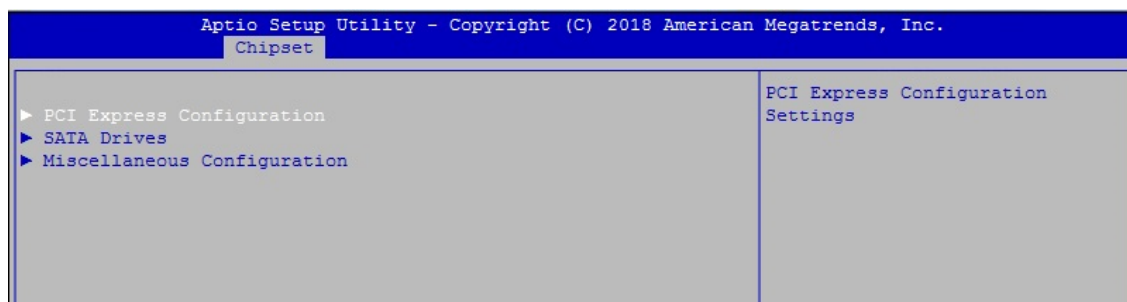 Aptio Setup Utility - Copyright (C) 2018 American Megatrends, Inc.
Chipset
► PCI Express Configuration
► SATA Drives
► Miscellaneous Configuration
PCI Express Configuration
Settings